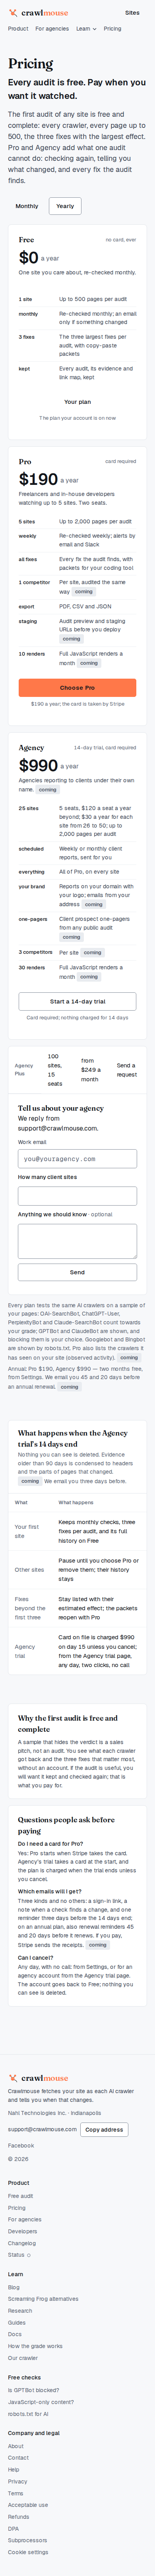 crawlmouse
Sites
Product
For agencies
Learn
Pricing
Pricing
Every audit is free. Pay when you
want it watched.
The first audit of any site is free and
complete: every crawler, every page up to
500, the three fixes with the largest effect.
Pro and Agency add what one audit
cannot do: checking again, telling you
what changed, and taking every fix off the
finds.
Monthly
Yearly
Free
no card, ever
$0 a year
One site you care about, re-checked monthly.
1 site
Up to 500 pages per audit
monthly
Re-checked monthly; an email
only if something changed
3 fixes
The three largest fixes per
audit, with copy-paste
packets
kept
Every audit, its evidence and
link map, kept
Your plan
The plan your account is on now
Pro
card required
$190 a year
Freelancers and in-house developers
watching up to 5 sites. Two seats.
5 sites
Up to 2,000 pages per audit
weekly
Re-checked weekly; alerts by
email and Slack
all fixes
Every fix the audit finds, with
packets for your coding tool.
1 competitor
Per site, audited the same
way coming
export
PDF, CSV and JSON
staging
Audit preview and staging
URLs before you deploy
coming
10 renders
Full JavaScript renders a
month coming
Choose Pro
$190 a year; the card is taken by Stripe
Agency
14-day trial, card required
$990 a year
Agencies reporting to clients under their own
name. coming
25 sites
5 seats, $120 a seat a year
beyond; $30 a year for each
site from 26 to 50; up to
2,000 pages per audit
scheduled
Weekly or monthly client
reports, sent for you
everything
All of Pro, on every site
your brand
Reports on your domain with
your logo; emails from your
address coming
one-pagers
Client prospect one-pagers
from any public audit
coming
3 competitors
Per site coming
30 renders
Full JavaScript renders a
month coming
Start a 14-day trial
Card required; nothing charged for 14 days
Agency
Plus
100
sites,
15
seats
from
$249 a
month
Send a
request
Tell us about your agency
We reply from
support@crawlmouse.com.
Work email
you@youragency.com
How many client sites
Anything we should know · optional
Send
Every plan tests the same AI crawlers on a sample of
your pages: OAI-SearchBot, ChatGPT-User,
PerplexityBot and Claude-SearchBot count towards
your grade; GPTBot and ClaudeBot are shown, and
blocking them is your choice. Googlebot and Bingbot
are shown by robots.txt. Pro also lists the crawlers it
has seen on your site (observed activity). coming
Annual: Pro $190, Agency $990 — two months free,
from Settings. We email you 45 and 20 days before
an annual renewal. coming
What happens when the Agency
trial's 14 days end
Nothing you can see is deleted. Evidence
older than 90 days is condensed to headers
and the parts of pages that changed.
coming We email you three days before.
What
What happens
Your first
site
Keeps monthly checks, three
fixes per audit, and its full
history on Free
Other sites
Pause until you choose Pro or
remove them; their history
stays
Fixes
beyond the
first three
Stay listed with their
estimated effect; the packets
reopen with Pro
Agency
trial
Card on file is charged $990
on day 15 unless you cancel;
from the Agency trial page,
any day, two clicks, no call
Why the first audit is free and
complete
A sample that hides the verdict is a sales
pitch, not an audit. You see what each crawler
got back and the three fixes that matter most,
without an account. If the audit is useful, you
will want it kept and checked again; that is
what you pay for.
Questions people ask before
paying
Do I need a card for Pro?
Yes: Pro starts when Stripe takes the card.
Agency's trial takes a card at the start, and
the plan is charged when the trial ends unless
you cancel.
Which emails will I get?
Three kinds and no others: a sign-in link, a
note when a check finds a change, and one
reminder three days before the 14 days end;
on an annual plan, also renewal reminders 45
and 20 days before it renews. If you pay,
Stripe sends the receipts. coming
Can I cancel?
Any day, with no call: from Settings, or for an
agency account from the Agency trial page.
The account goes back to Free; nothing you
can see is deleted.
crawlmouse
Crawlmouse fetches your site as each AI crawler
and tells you when that changes.
Nahl Technologies Inc. · Indianapolis
support@crawlmouse.com
Copy address
Facebook
© 2026
Product
Free audit
Pricing
For agencies
Developers
Changelog
Status
Learn
Blog
Screaming Frog alternatives
Research
Guides
Docs
How the grade works
Our crawler
Free checks
Is GPTBot blocked?
JavaScript-only content?
robots.txt for AI
Company and legal
About
Contact
Help
Privacy
Terms
Acceptable use
Refunds
DPA
Subprocessors
Cookie settings